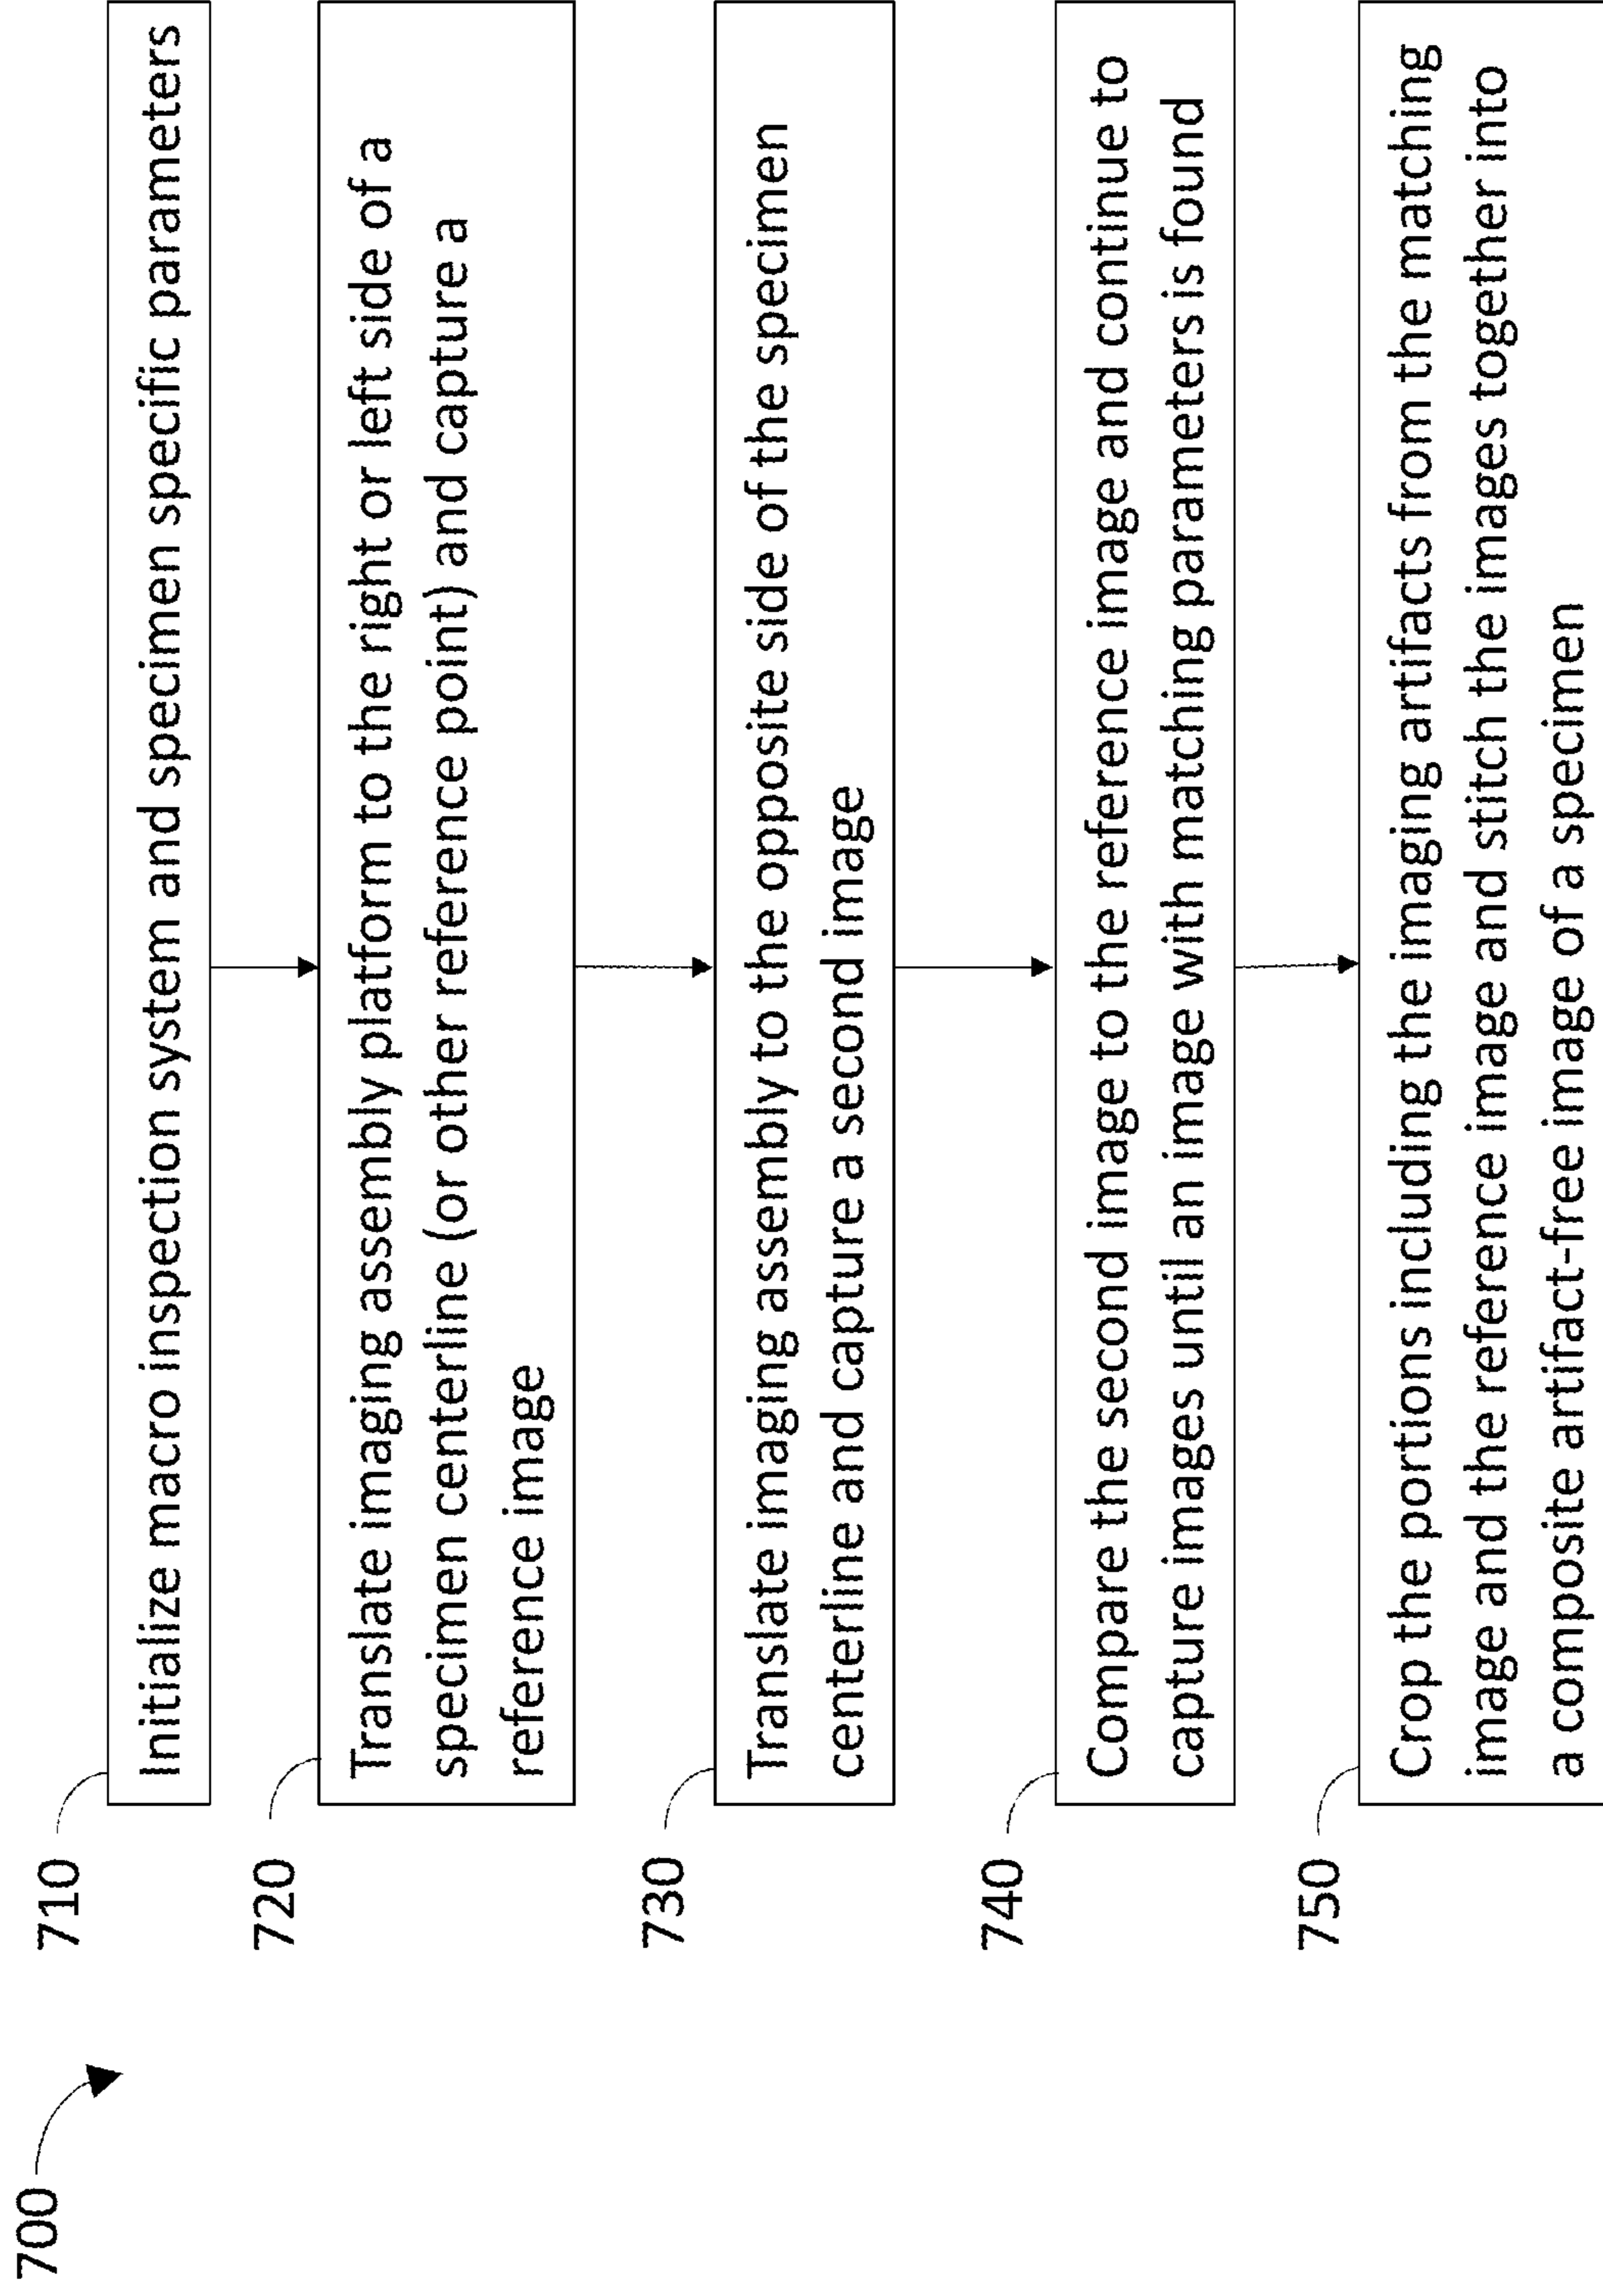 700
710
Initialize macro inspection system and specimen specific parameters
720
Translate imaging assembly platform to the right or left side of a
specimen centerline (or other reference point) and capture a
reference image
730
Translate imaging assembly to the opposite side of the specimen
centerline and capture a second image
740
Compare the second image to the reference image and continue to
capture images until an image with matching parameters is found
750
Crop the portions including the imaging artifacts from the matching
image and the reference image and stitch the images together into
a composite artifact-free image of a specimen